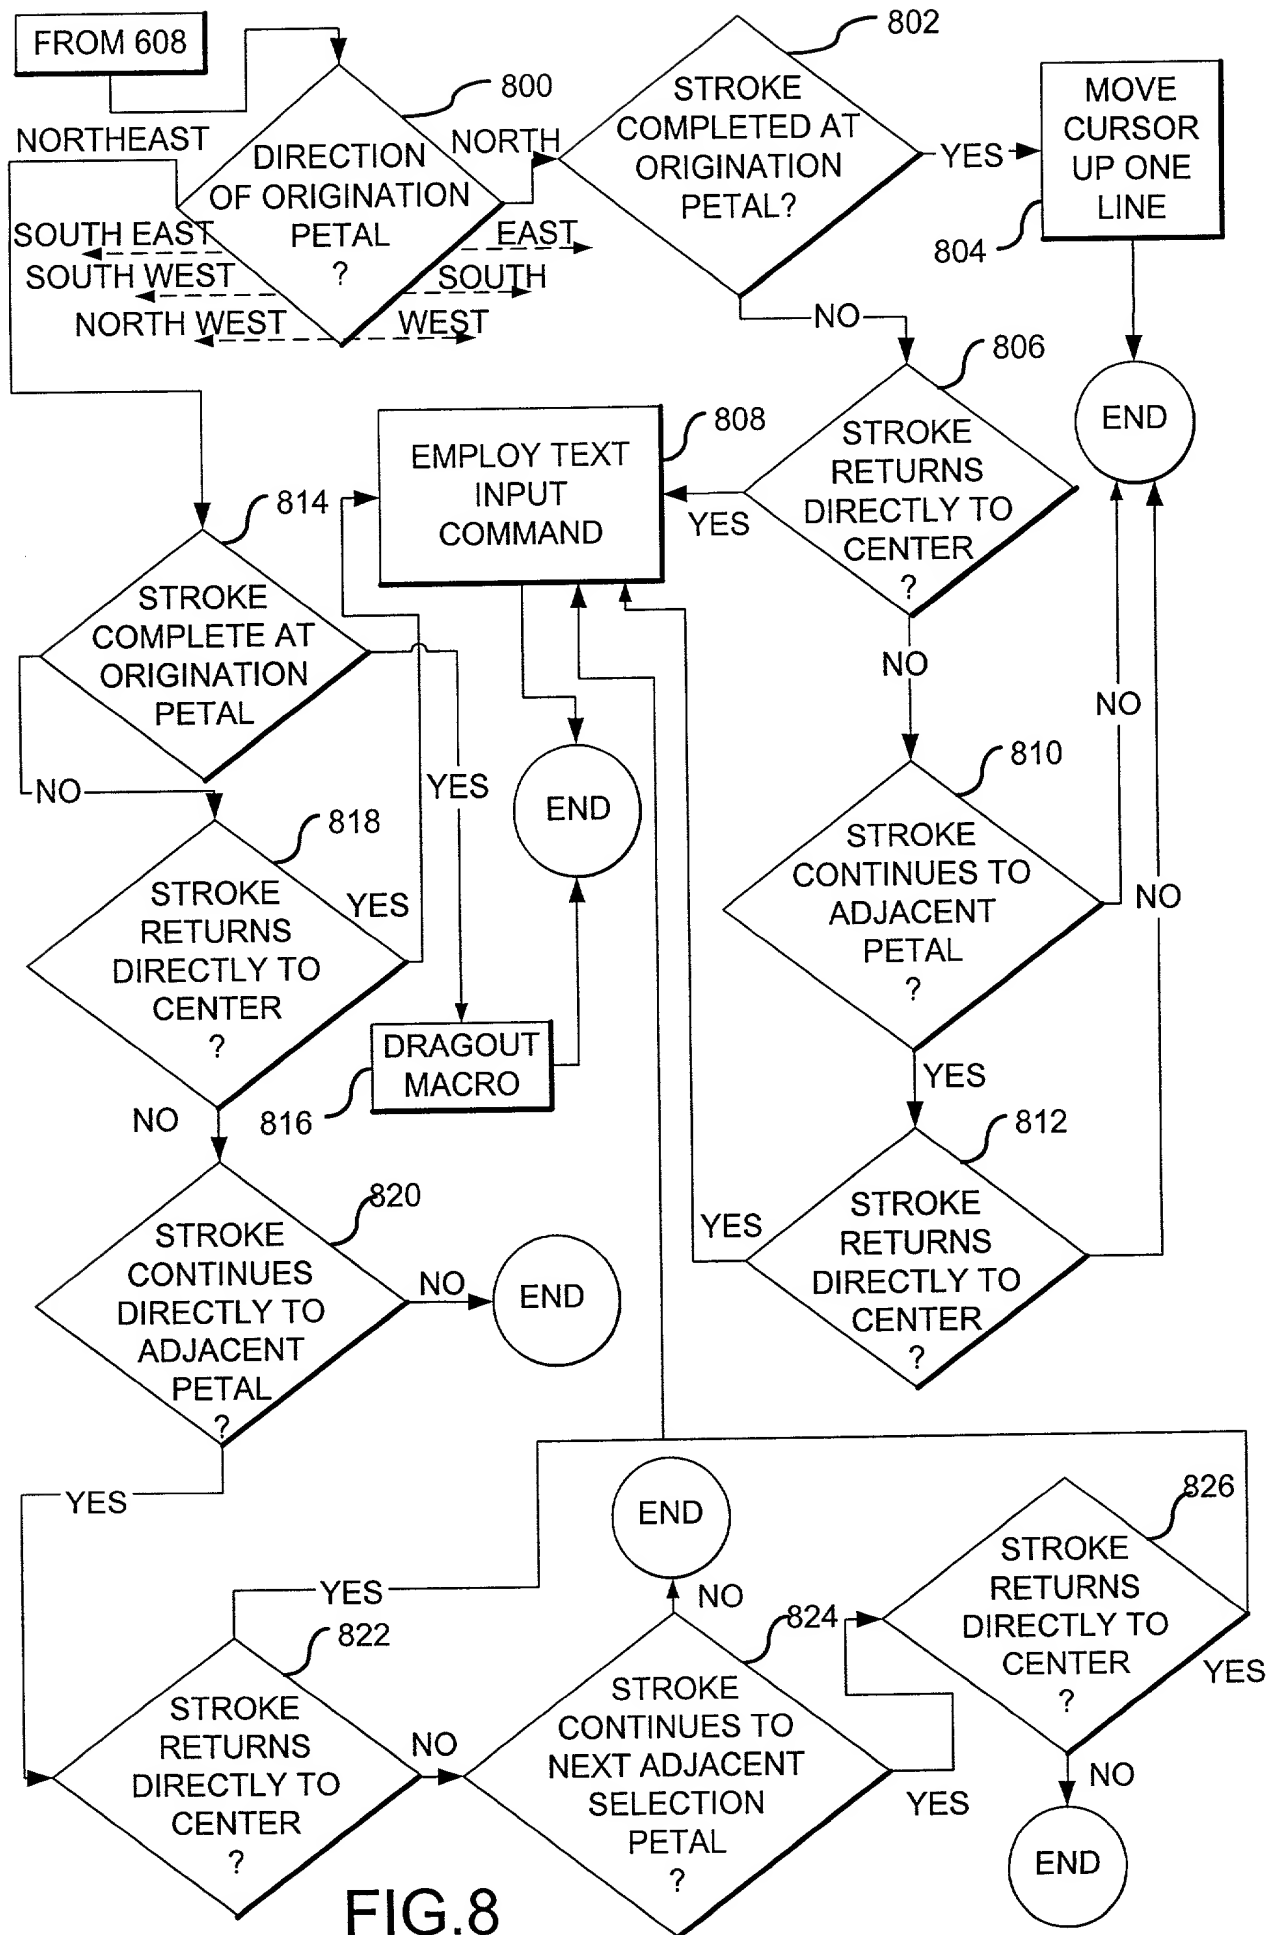 FROM 608
800
DIRECTION
OF ORIGINATION
PETAL
?
NORTHEAST
SOUTH EAST
SOUTH WEST
NORTH WEST
NORTH
EAST
SOUTH
WEST
802
STROKE
COMPLETED AT
ORIGINATION
PETAL?
YES
MOVE
CURSOR
UP ONE
LINE
804
END
NO
806
STROKE
RETURNS
DIRECTLY TO
CENTER
?
YES
808
EMPLOY TEXT
INPUT
COMMAND
NO
810
STROKE
CONTINUES TO
ADJACENT
PETAL
?
NO
NO
YES
812
STROKE
RETURNS
DIRECTLY TO
CENTER
?
YES
814
STROKE
COMPLETE AT
ORIGINATION
PETAL
NO
YES
END
818
STROKE
RETURNS
DIRECTLY TO
CENTER
?
YES
DRAGOUT
MACRO
816
NO
820
STROKE
CONTINUES
DIRECTLY TO
ADJACENT
PETAL
?
NO
END
YES
YES
822
STROKE
RETURNS
DIRECTLY TO
CENTER
?
NO
END
NO
824
STROKE
CONTINUES TO
NEXT ADJACENT
SELECTION
PETAL
?
YES
826
STROKE
RETURNS
DIRECTLY TO
CENTER
?
YES
NO
END
FIG.8